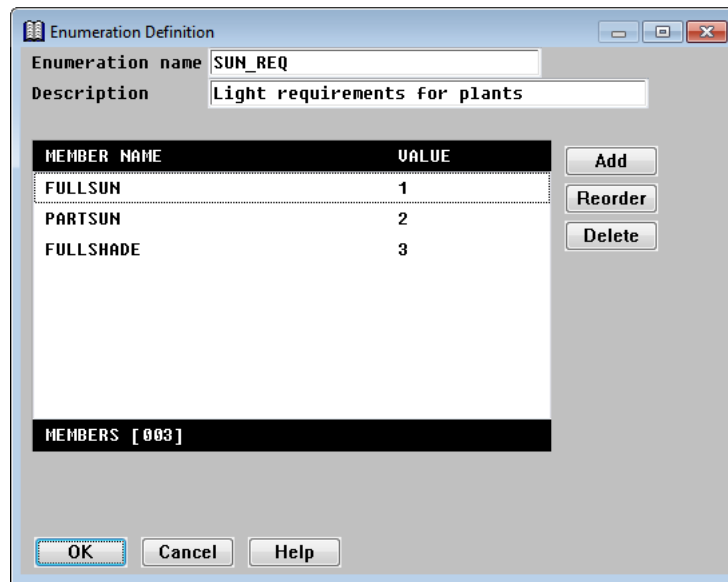 Enumeration Definition
Enumeration name SUN_REQ
Description Light requirements for plants
MEMBER NAME VALUE
FULLSUN 1
PARTSUN 2
FULLSHADE 3
MEMBERS [003]
Add
Reorder
Delete
OK Cancel Help